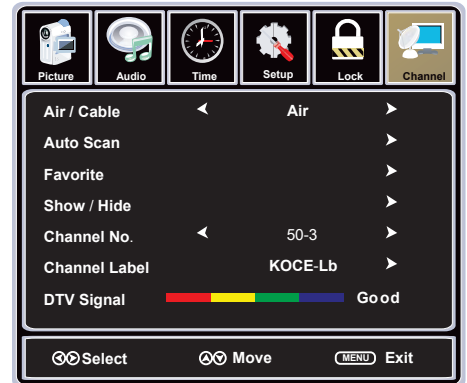 Picture Audio Time Setup Lock Channel
Air / Cable Air
Auto Scan
Favorite
Show / Hide
Channel No. 50-3
Channel Label KOCE-Lb
DTV Signal Good
Select Move MENU Exit